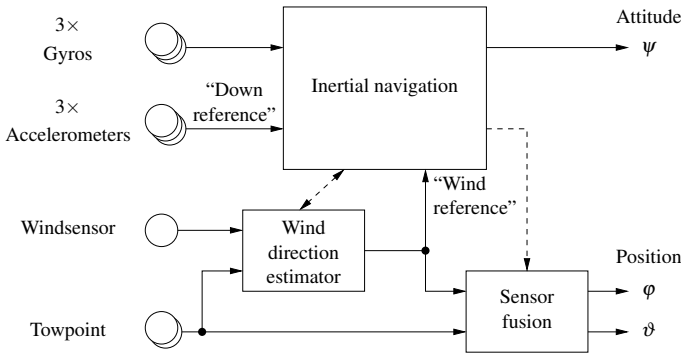 3×
Gyros
3×
Accelerometers
Windsensor
Towpoint
“Down
reference”
Inertial navigation
“Wind
reference”
Wind
direction
estimator
Sensor
fusion
Attitude
ψ
Position
φ
ϑ